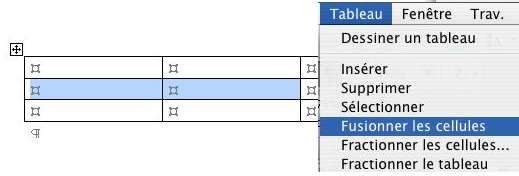 Tableau Fenêtre Trav.
Dessiner un tableau
Insérer
Supprimer
Sélectionner
Fusionner les cellules
Fractionner les cellules...
Fractionner le tableau
¤ ¤ ¤
¤ ¤ ¤
¤ ¤ ¤
¶